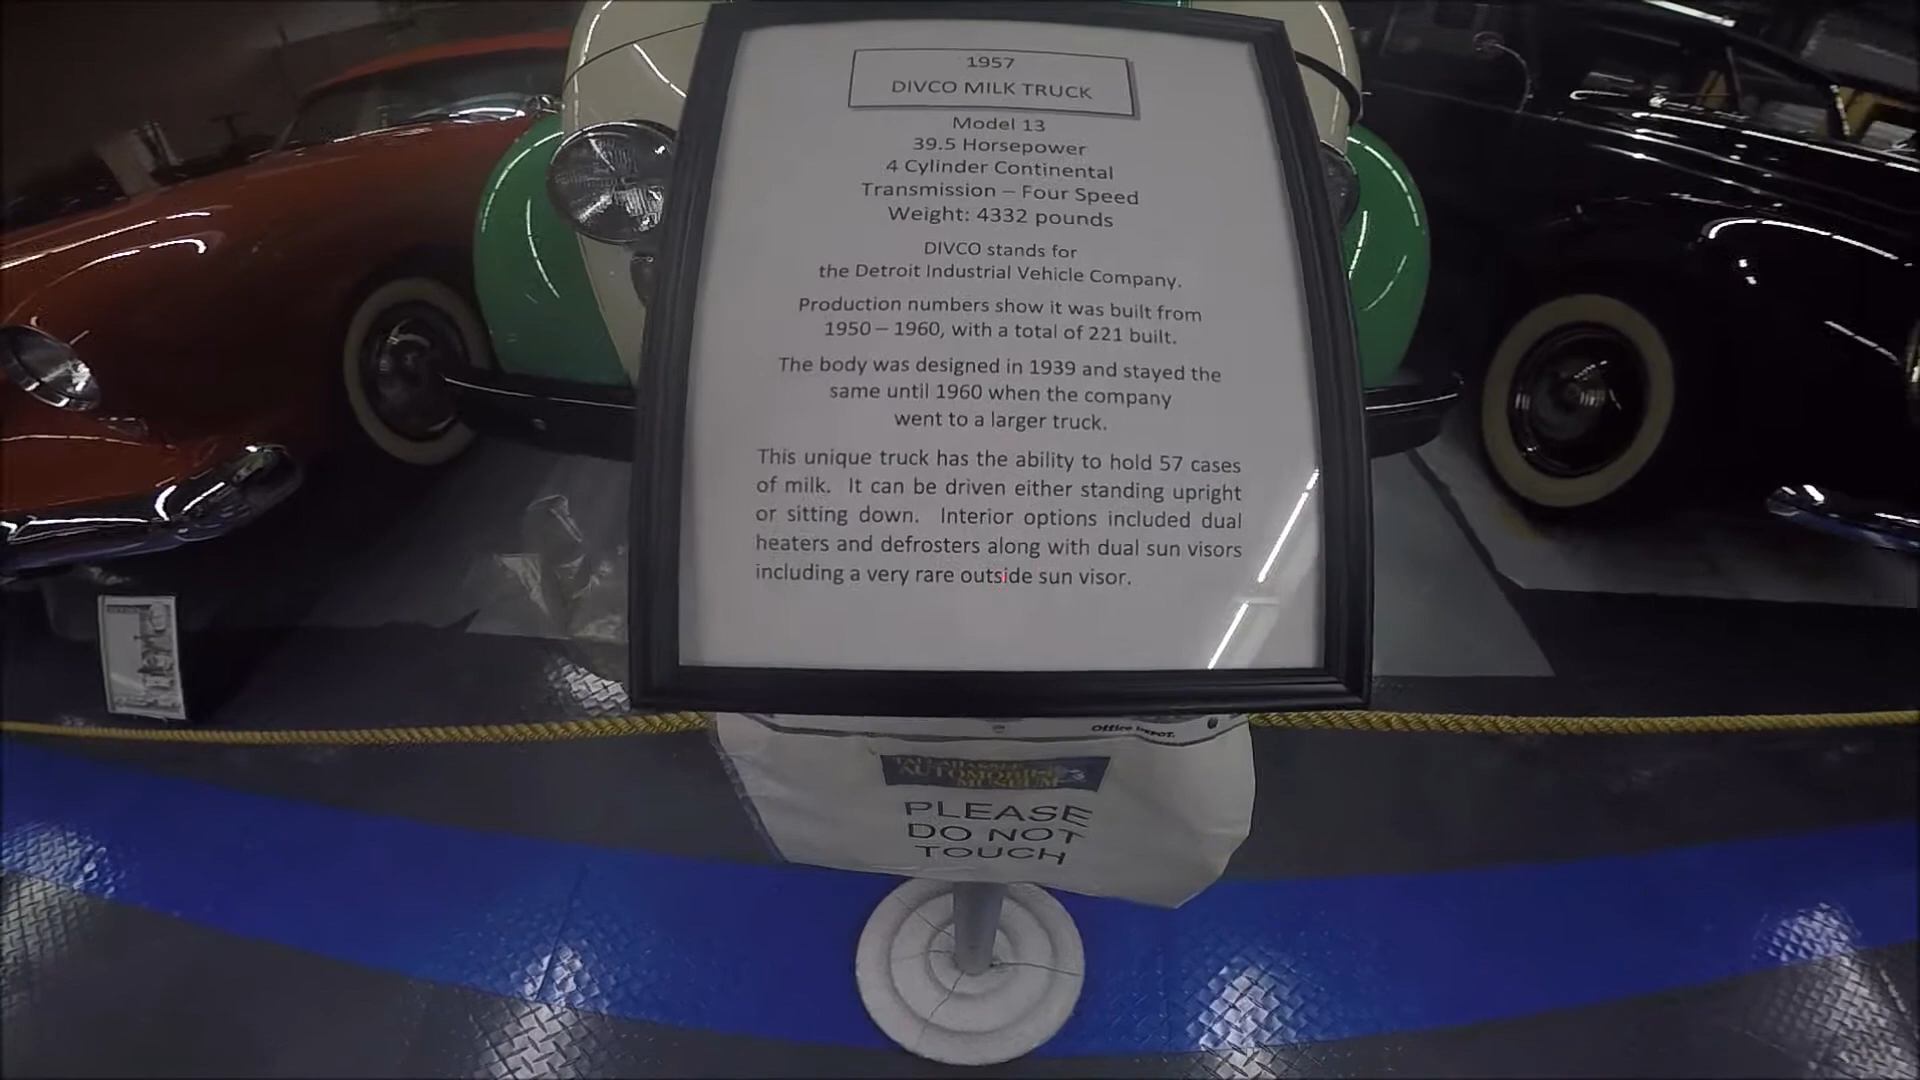 1957
DIVCO MILK TRUCK
Model 13
39.5 Horsepower
4 Cylinder Continental
Transmission – Four Speed
Weight: 4332 pounds
DIVCO stands for
the Detroit Industrial Vehicle Company.
Production numbers show it was built from
1950 – 1960, with a total of 221 built.
The body was designed in 1939 and stayed the
same until 1960 when the company
went to a larger truck.
This unique truck has the ability to hold 57 cases
of milk. It can be driven either standing upright
or sitting down. Interior options included dual
heaters and defrosters along with dual sun visors
including a very rare outside sun visor.
Office DEPOT.
TALLAHASSEE
AUTOMOBILE
MUSEUM
PLEASE
DO NOT
TOUCH